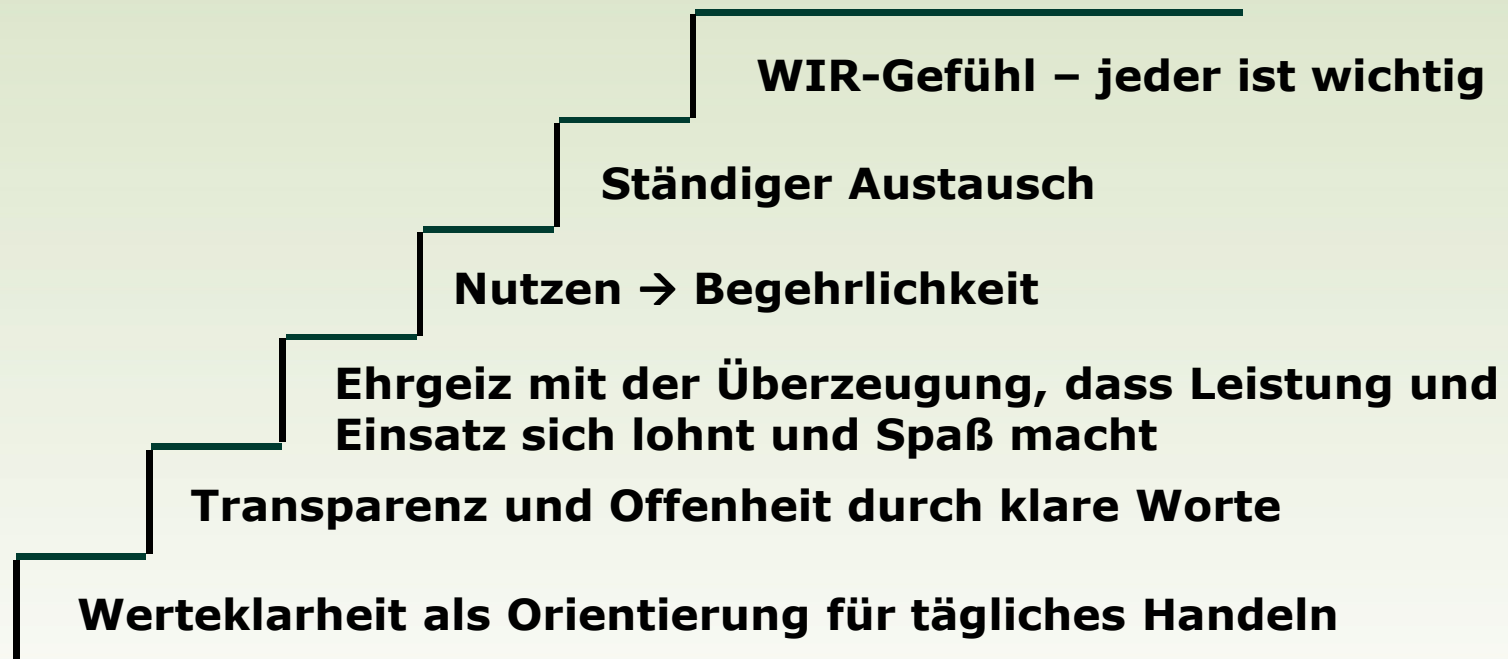 WIR-Gefühl – jeder ist wichtig
Ständiger Austausch
Nutzen → Begehrlichkeit
Ehrgeiz mit der Überzeugung, dass Leistung und
Einsatz sich lohnt und Spaß macht
Transparenz und Offenheit durch klare Worte
Werteklarheit als Orientierung für tägliches Handeln